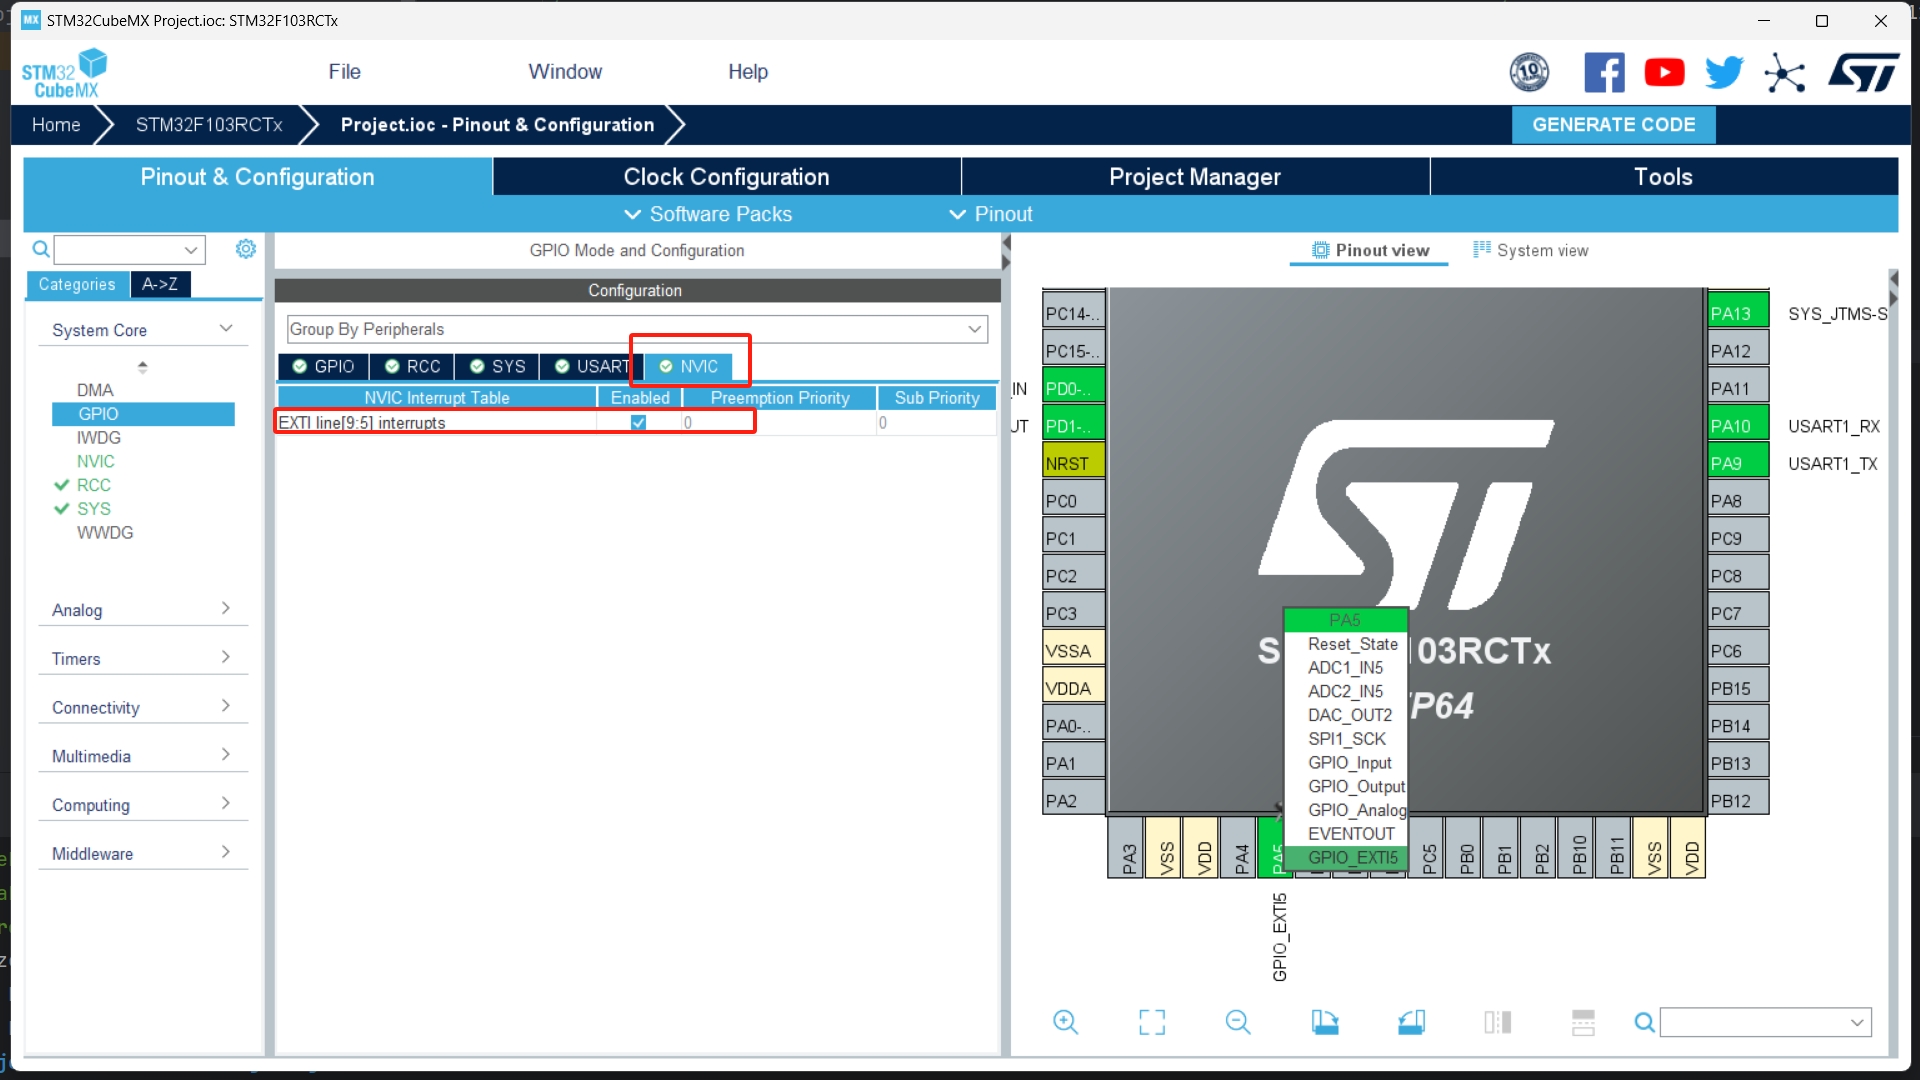 STM32CubeMX Project.ioc: STM32F103RCTx
STM32
CubeMX
File
Window
Help
10
Home
STM32F103RCTx
Project.ioc - Pinout & Configuration
GENERATE CODE
Pinout & Configuration
Clock Configuration
Project Manager
Tools
Software Packs
Pinout
GPIO Mode and Configuration
Pinout view
System view
Categories
A->Z
Configuration
System Core
Group By Peripherals
GPIO
RCC
SYS
USART
NVIC
NVIC Interrupt Table
Enabled
Preemption Priority
Sub Priority
EXTI line[9:5] interrupts
0
0
DMA
GPIO
IWDG
NVIC
RCC
SYS
WWDG
Analog
Timers
Connectivity
Multimedia
Computing
Middleware
PC14-..
PC15-..
IN
PD0-..
UT
PD1-..
NRST
PC0
PC1
PC2
PC3
VSSA
VDDA
PA0-..
PA1
PA2
PA13
SYS_JTMS-S
PA12
PA11
PA10
USART1_RX
PA9
USART1_TX
PA8
PC9
PC8
PC7
PC6
PB15
PB14
PB13
PB12
S
03RCTx
P64
PA5
Reset_State
ADC1_IN5
ADC2_IN5
DAC_OUT2
SPI1_SCK
GPIO_Input
GPIO_Output
GPIO_Analog
EVENTOUT
GPIO_EXTI5
PA3
VSS
VDD
PA4
PA5
PC5
PB0
PB1
PB2
PB10
PB11
VSS
VDD
GPIO_EXTI5